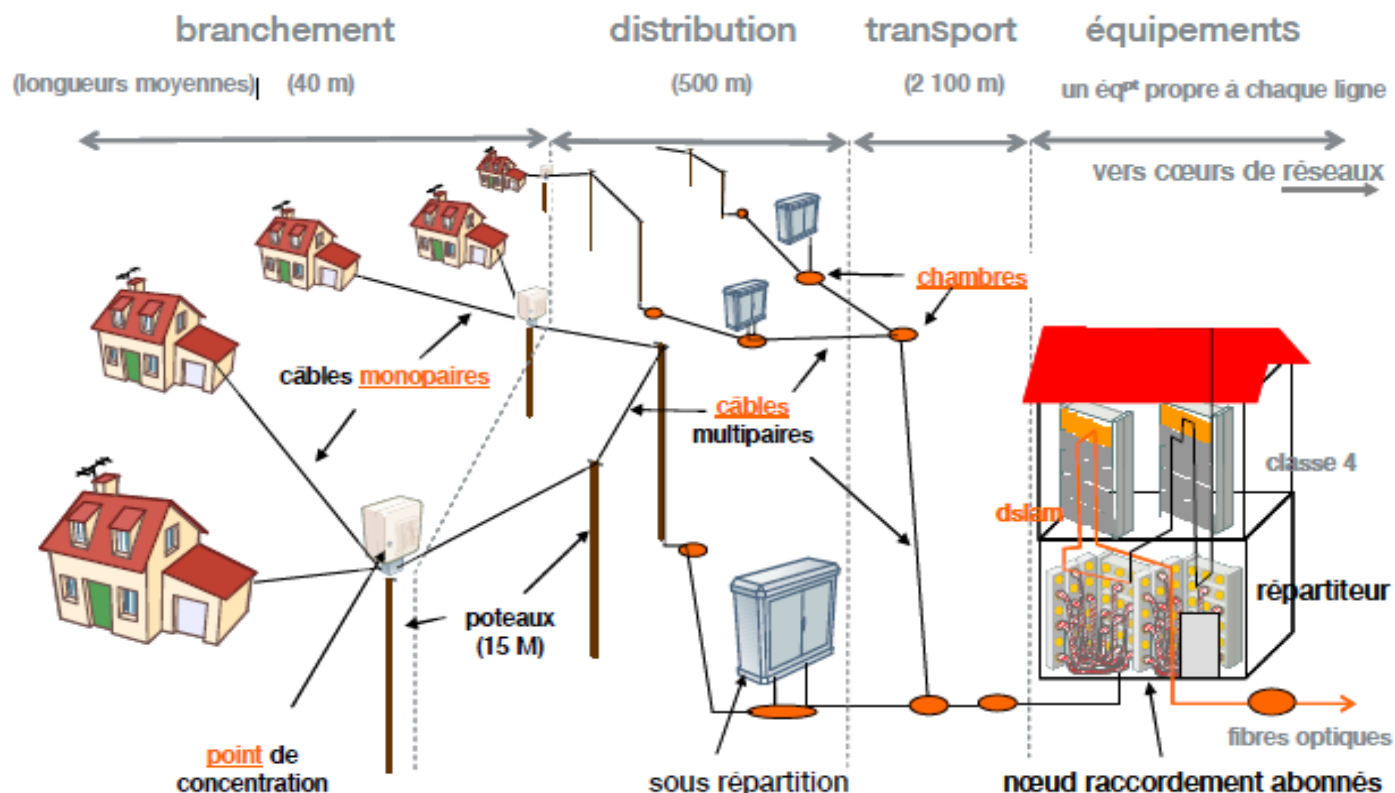 branchement
distribution
transport
équipements
(longueurs moyennes)
(40 m)
(500 m)
(2 100 m)
un éqᵖᵗ propre à chaque ligne
vers cœurs de réseaux
chambres
câbles monopaires
câbles
multipaires
classe 4
dslam
répartiteur
poteaux
(15 M)
point de
concentration
sous répartition
fibres optiques
nœud raccordement abonnés